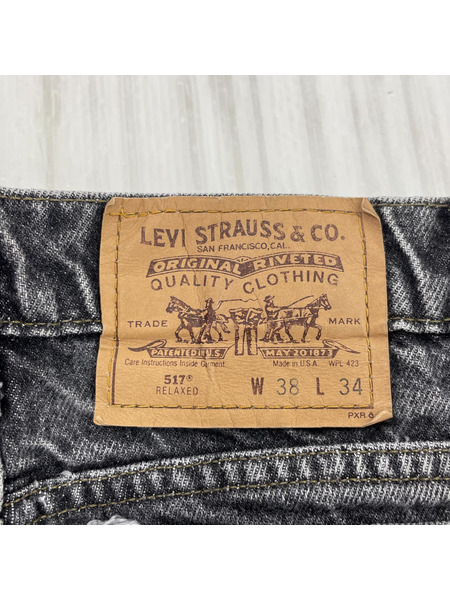 LEVI STRAUSS & CO.
SAN FRANCISCO, CAL.
ORIGINAL RIVETED
QUALITY CLOTHING
TRADE MARK
PATENTED IN U.S. MAY 20 1873
Care Instructions Inside Garment Made in U.S.A. WPL 423
517® W 38 L 34
RELAXED
PXR 6